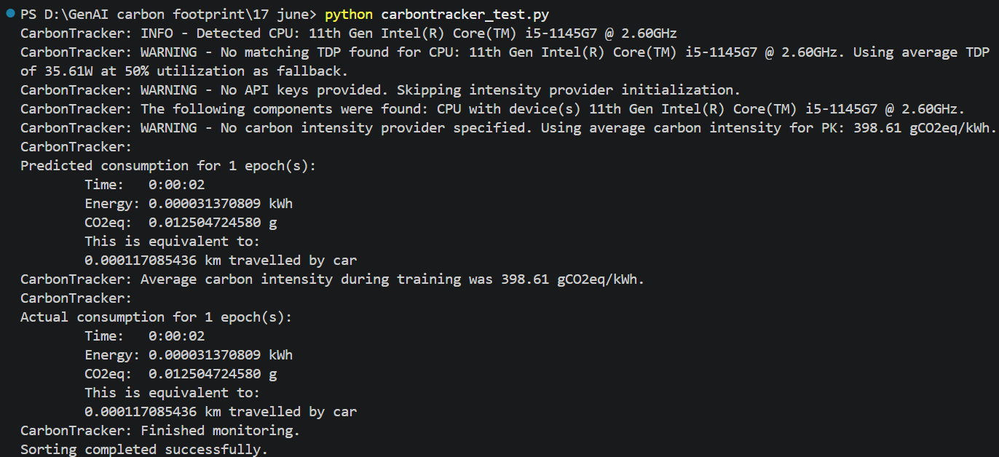 PS D:\GenAI carbon footprint\17 june> python carbontracker_test.py
CarbonTracker: INFO - Detected CPU: 11th Gen Intel(R) Core(TM) i5-1145G7 @ 2.60GHz
CarbonTracker: WARNING - No matching TDP found for CPU: 11th Gen Intel(R) Core(TM) i5-1145G7 @ 2.60GHz. Using average TDP
of 35.61W at 50% utilization as fallback.
CarbonTracker: WARNING - No API keys provided. Skipping intensity provider initialization.
CarbonTracker: The following components were found: CPU with device(s) 11th Gen Intel(R) Core(TM) i5-1145G7 @ 2.60GHz.
CarbonTracker: WARNING - No carbon intensity provider specified. Using average carbon intensity for PK: 398.61 gCO2eq/kWh.
CarbonTracker:
Predicted consumption for 1 epoch(s):
Time: 0:00:02
Energy: 0.000031370809 kWh
CO2eq: 0.012504724580 g
This is equivalent to:
0.000117085436 km travelled by car
CarbonTracker: Average carbon intensity during training was 398.61 gCO2eq/kWh.
CarbonTracker:
Actual consumption for 1 epoch(s):
Time: 0:00:02
Energy: 0.000031370809 kWh
CO2eq: 0.012504724580 g
This is equivalent to:
0.000117085436 km travelled by car
CarbonTracker: Finished monitoring.
Sorting completed successfully.